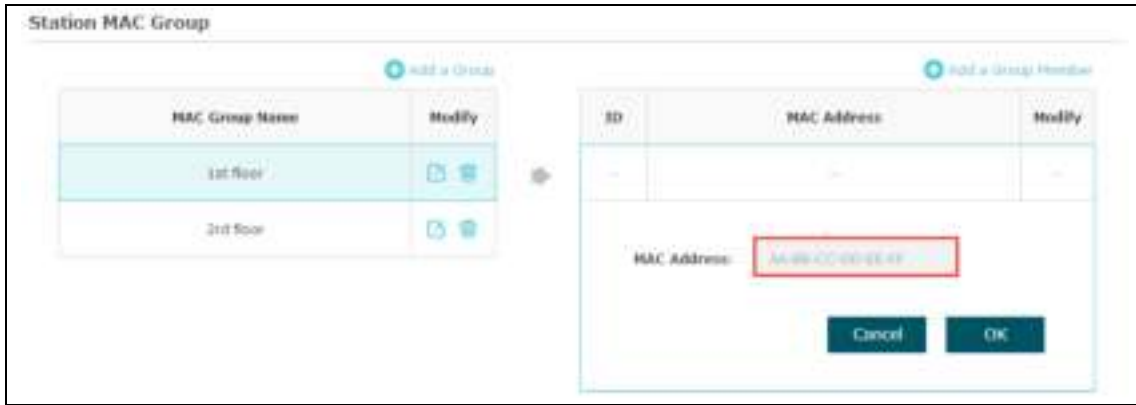 Station MAC Group
Add a Group
Add a Group Member
MAC Group Name Modify
ID MAC Address Modify
1st floor
-- -- --
2rd floor
MAC Address: AA-BB-CC-DD-EE-FF
Cancel OK